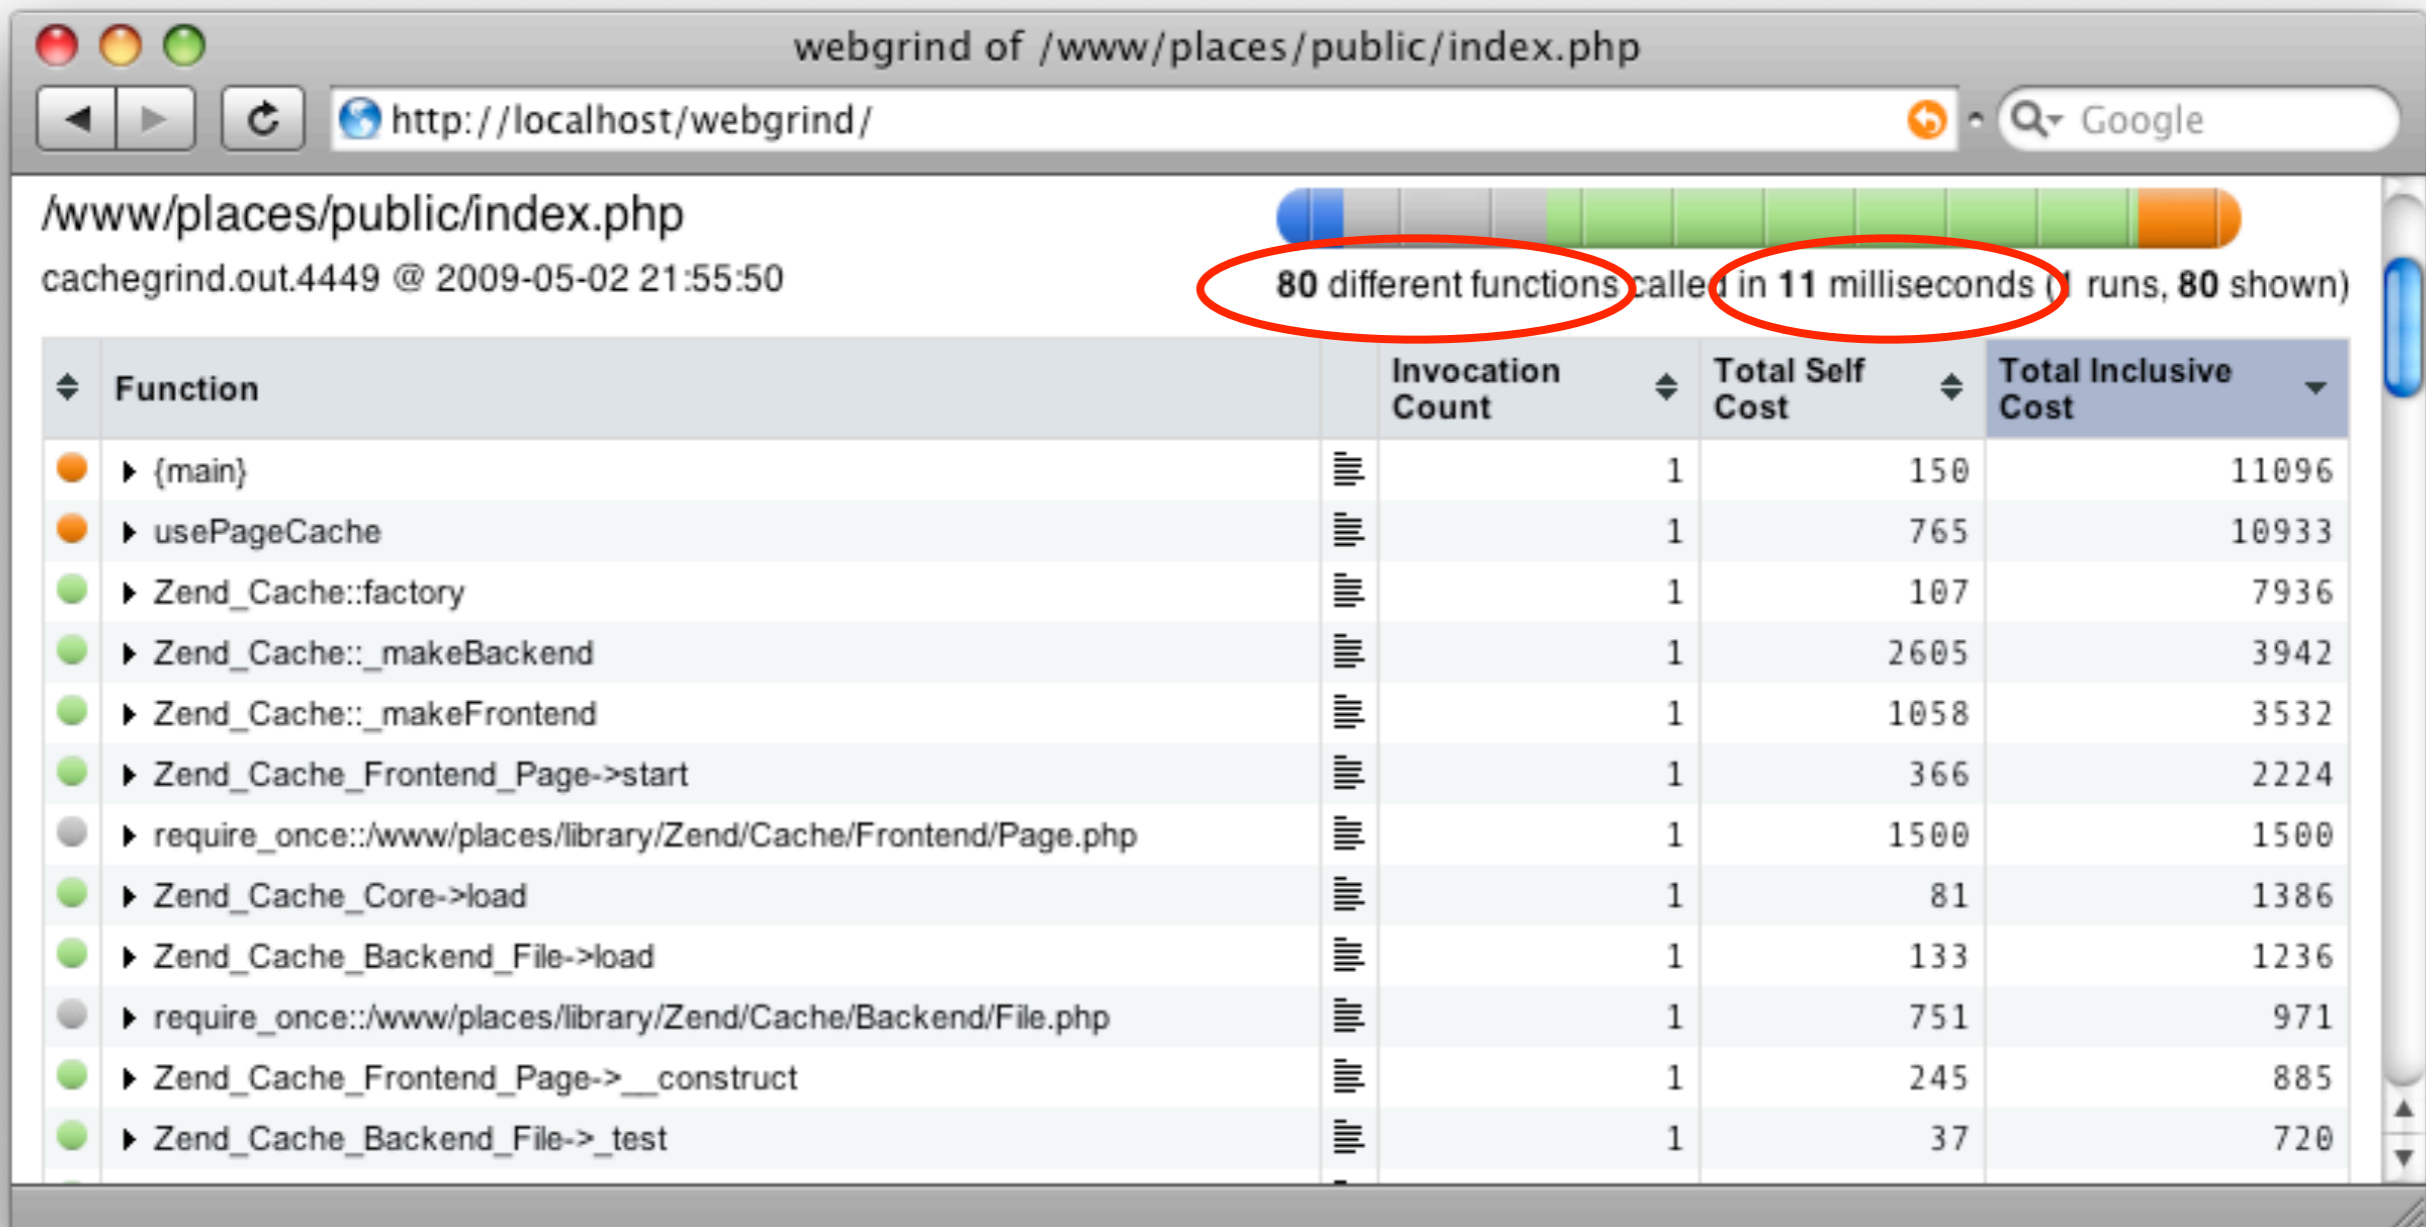 webgrind of /www/places/public/index.php
http://localhost/webgrind/ Google
/www/places/public/index.php
cachegrind.out.4449 @ 2009-05-02 21:55:50
80 different functions called in 11 milliseconds (1 runs, 80 shown)
Function Invocation Count Total Self Cost Total Inclusive Cost
{main} 1 150 11096
usePageCache 1 765 10933
Zend_Cache::factory 1 107 7936
Zend_Cache::_makeBackend 1 2605 3942
Zend_Cache::_makeFrontend 1 1058 3532
Zend_Cache_Frontend_Page->start 1 366 2224
require_once::/www/places/library/Zend/Cache/Frontend/Page.php 1 1500 1500
Zend_Cache_Core->load 1 81 1386
Zend_Cache_Backend_File->load 1 133 1236
require_once::/www/places/library/Zend/Cache/Backend/File.php 1 751 971
Zend_Cache_Frontend_Page->__construct 1 245 885
Zend_Cache_Backend_File->_test 1 37 720